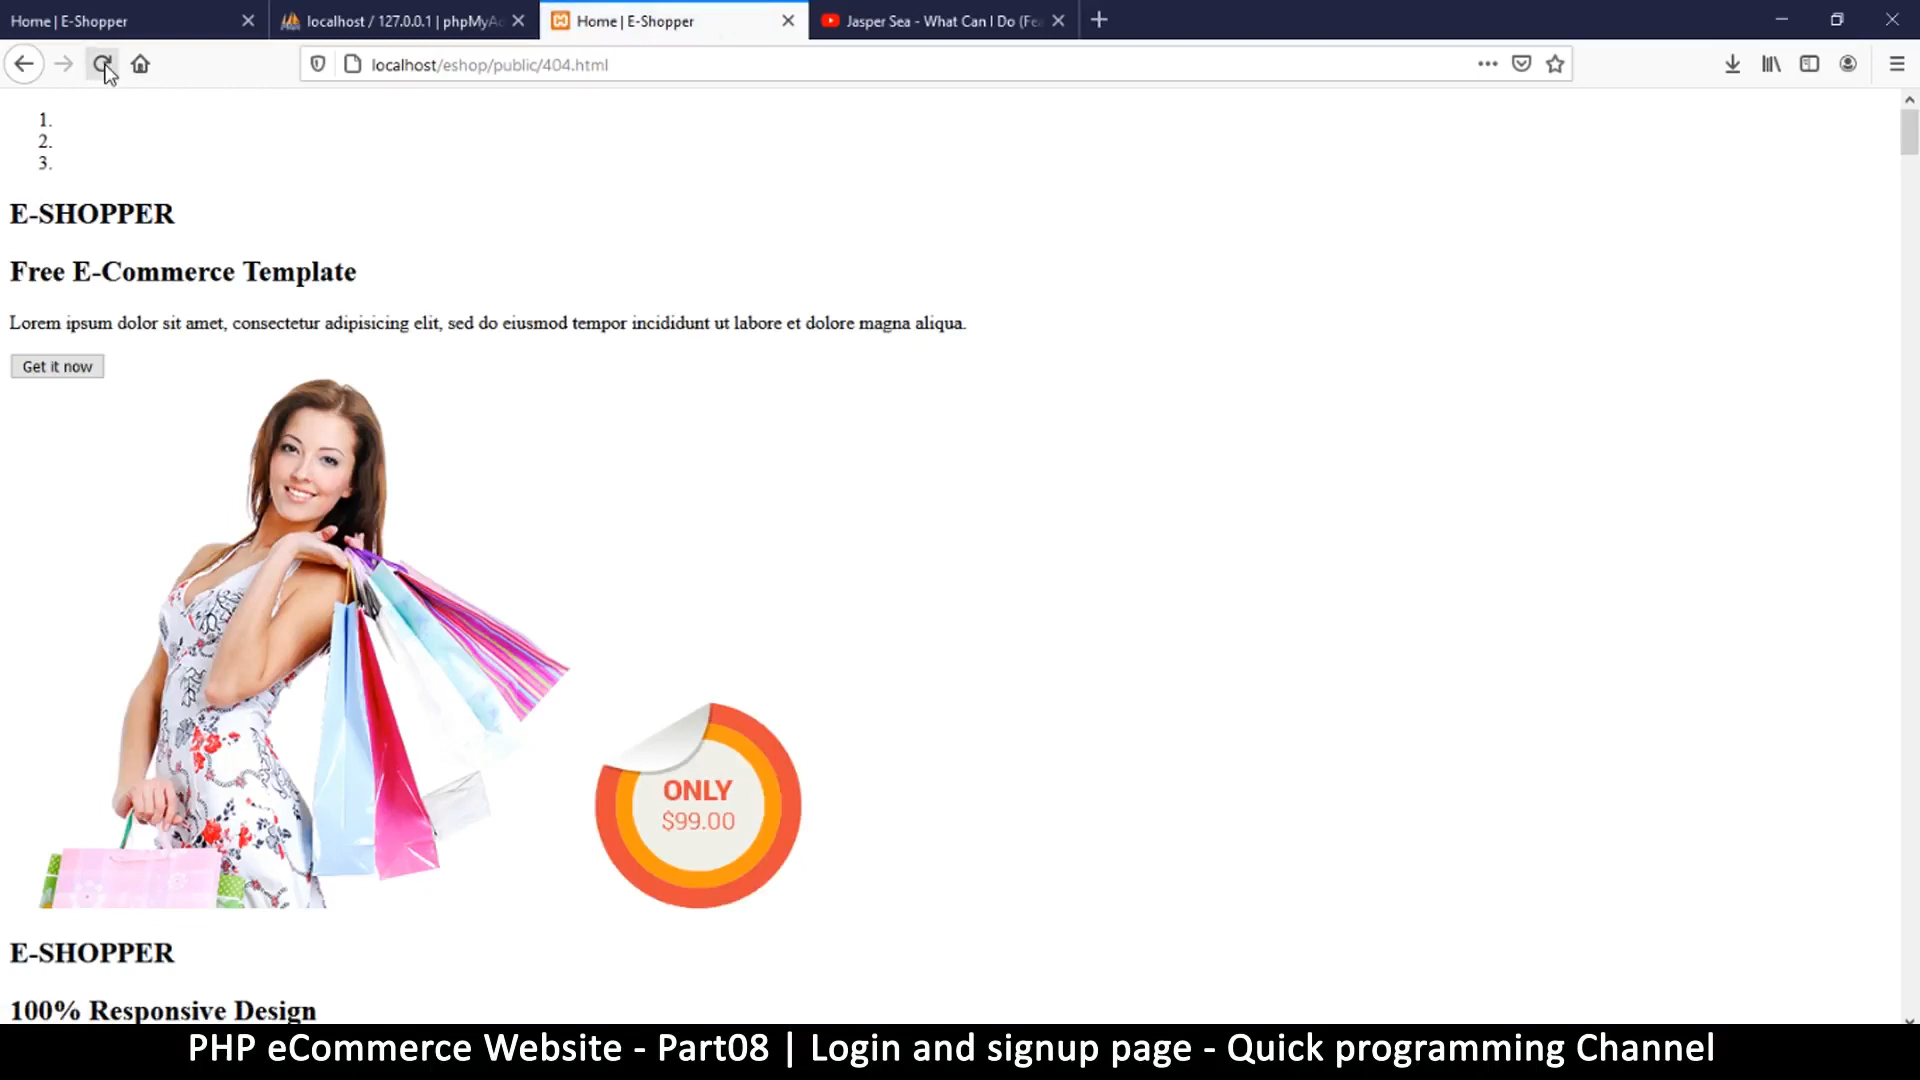 Home | E-Shopper
localhost / 127.0.0.1 | phpMyA
Home | E-Shopper
Jasper Sea - What Can I Do (Fe
localhost/eshop/public/404.html
1.
2.
3.
E-SHOPPER
Free E-Commerce Template
Lorem ipsum dolor sit amet, consectetur adipisicing elit, sed do eiusmod tempor incididunt ut labore et dolore magna aliqua.
Get it now
ONLY
$99.00
E-SHOPPER
100% Responsive Design
PHP eCommerce Website - Part08 | Login and signup page - Quick programming Channel